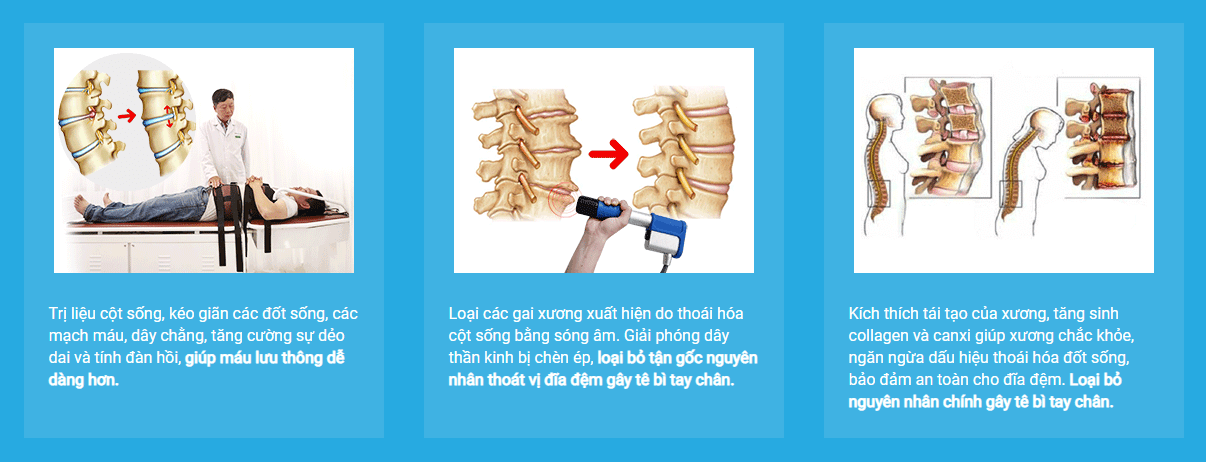 Trị liệu cột sống, kéo giãn các đốt sống, các
mạch máu, dây chằng, tăng cường sự dẻo
dai và tính đàn hồi, giúp máu lưu thông dễ
dàng hơn.
Loại các gai xương xuất hiện do thoái hóa
cột sống bằng sóng âm. Giải phóng dây
thần kinh bị chèn ép, loại bỏ tận gốc nguyên
nhân thoát vị đĩa đệm gây tê bì tay chân.
Kích thích tái tạo của xương, tăng sinh
collagen và canxi giúp xương chắc khỏe,
ngăn ngừa dấu hiệu thoái hóa đốt sống,
bảo đảm an toàn cho đĩa đệm. Loại bỏ
nguyên nhân chính gây tê bì tay chân.